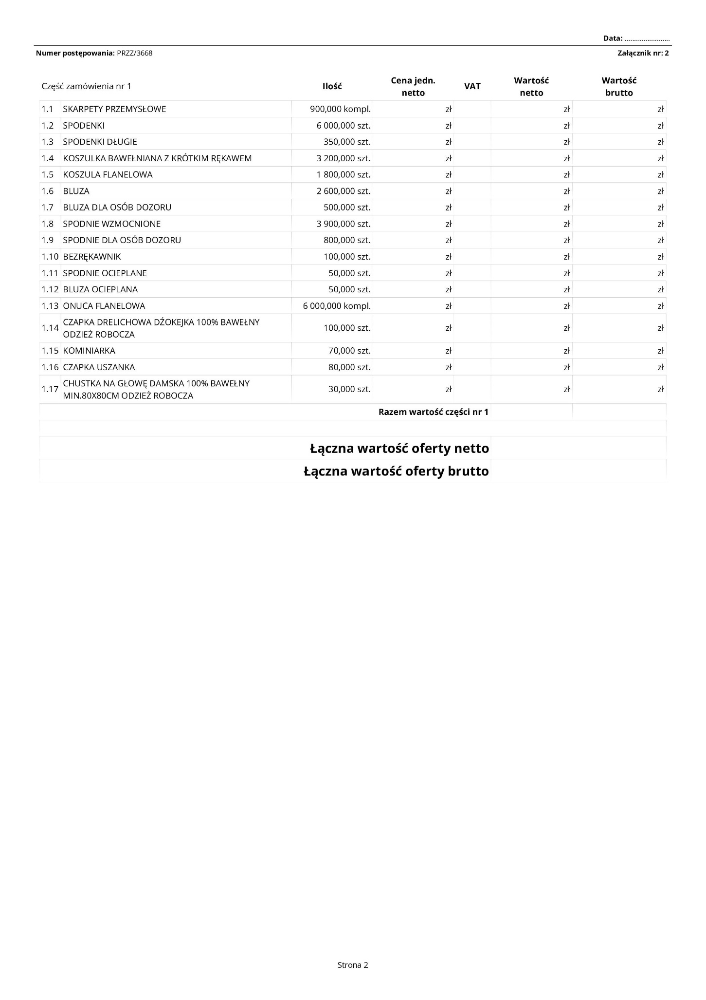 Data: ........................
Numer postępowania: PRZZ/3668 Załącznik nr: 2
Część zamówienia nr 1 Ilość Cena jedn. netto VAT Wartość netto Wartość brutto
1.1 SKARPETY PRZEMYSŁOWE 900,000 kompl. zł zł zł
1.2 SPODENKI 6 000,000 szt. zł zł zł
1.3 SPODENKI DŁUGIE 350,000 szt. zł zł zł
1.4 KOSZULKA BAWEŁNIANA Z KRÓTKIM RĘKAWEM 3 200,000 szt. zł zł zł
1.5 KOSZULA FLANELOWA 1 800,000 szt. zł zł zł
1.6 BLUZA 2 600,000 szt. zł zł zł
1.7 BLUZA DLA OSÓB DOZORU 500,000 szt. zł zł zł
1.8 SPODNIE WZMOCNIONE 3 900,000 szt. zł zł zł
1.9 SPODNIE DLA OSÓB DOZORU 800,000 szt. zł zł zł
1.10 BEZRĘKAWNIK 100,000 szt. zł zł zł
1.11 SPODNIE OCIEPLANE 50,000 szt. zł zł zł
1.12 BLUZA OCIEPLANA 50,000 szt. zł zł zł
1.13 ONUCA FLANELOWA 6 000,000 kompl. zł zł zł
1.14 CZAPKA DRELICHOWA DŹOKEJKA 100% BAWEŁNY
ODZIEŻ ROBOCZA 100,000 szt. zł zł zł
1.15 KOMINIARKA 70,000 szt. zł zł zł
1.16 CZAPKA USZANKA 80,000 szt. zł zł zł
1.17 CHUSTKA NA GŁOWĘ DAMSKA 100% BAWEŁNY
MIN.80X80CM ODZIEŻ ROBOCZA 30,000 szt. zł zł zł
Razem wartość części nr 1
Łączna wartość oferty netto
Łączna wartość oferty brutto
Strona 2